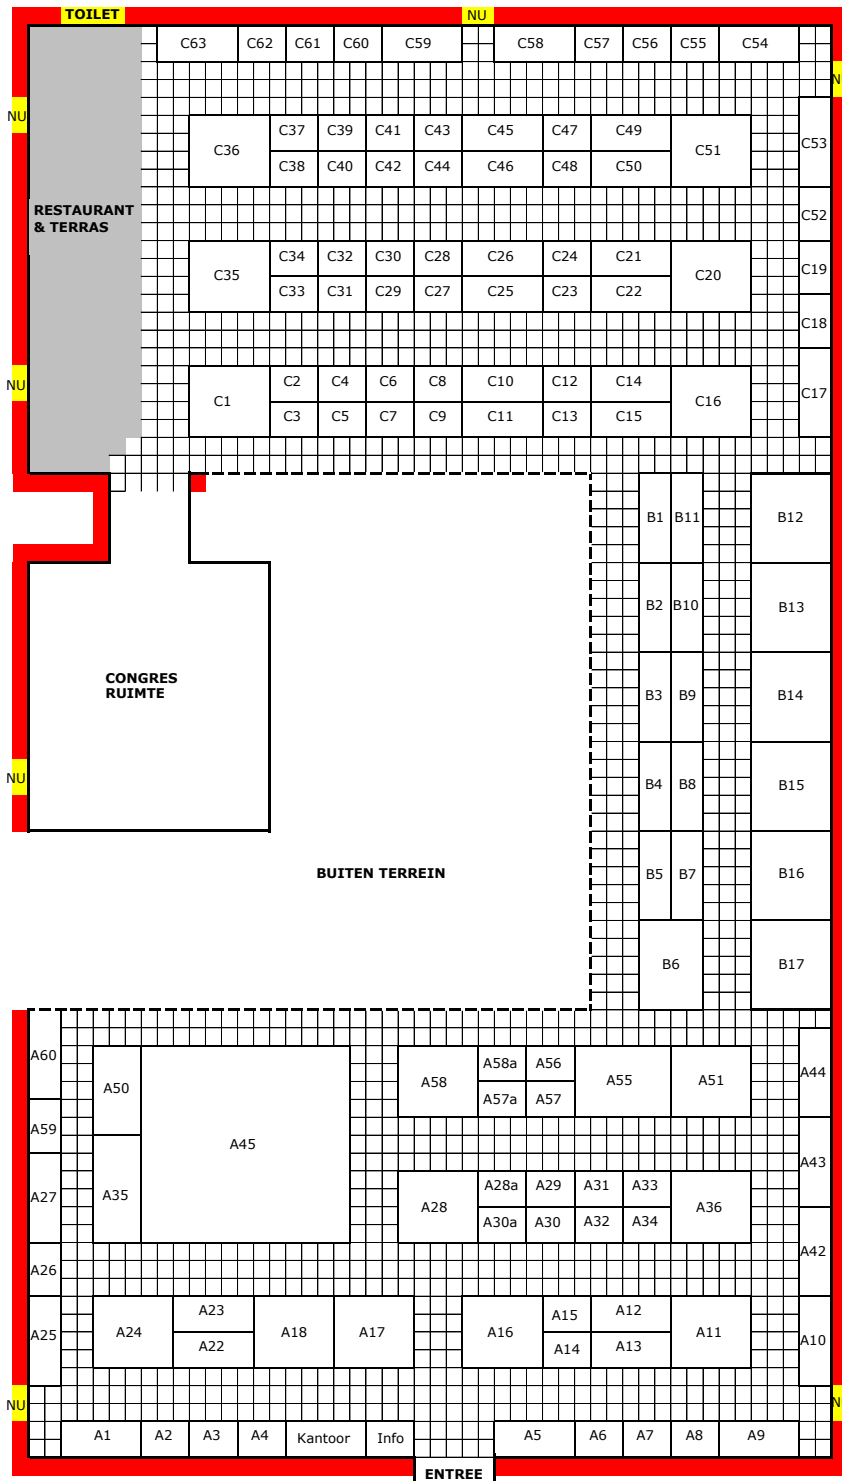 TOILET
NU
C63 C62 C61 C60 C59 C58 C57 C56 C55 C54
N
NU
C37 C39 C41 C43 C45 C47 C49
C36 C51 C53
C38 C40 C42 C44 C46 C48 C50
RESTAURANT
& TERRAS
C52
C34 C32 C30 C28 C26 C24 C21
C35 C20 C19
C33 C31 C29 C27 C25 C23 C22
C18
NU
C2 C4 C6 C8 C10 C12 C14
C1 C16 C17
C3 C5 C7 C9 C11 C13 C15
B1 B11 B12
B2 B10 B13
CONGRES
RUIMTE
B3 B9 B14
NU
B4 B8 B15
BUITEN TERREIN
B5 B7 B16
B6 B17
A60
A58a A56
A50 A58 A55 A51 A44
A57a A57
A59
A45
A43
A28a A29 A31 A33
A27 A35 A28 A36
A30a A30 A32 A34
A26 A42
A23 A15 A12
A25 A24 A18 A17 A16 A11 A10
A22 A14 A13
NU
N
A1 A2 A3 A4 Kantoor Info A5 A6 A7 A8 A9
ENTREE